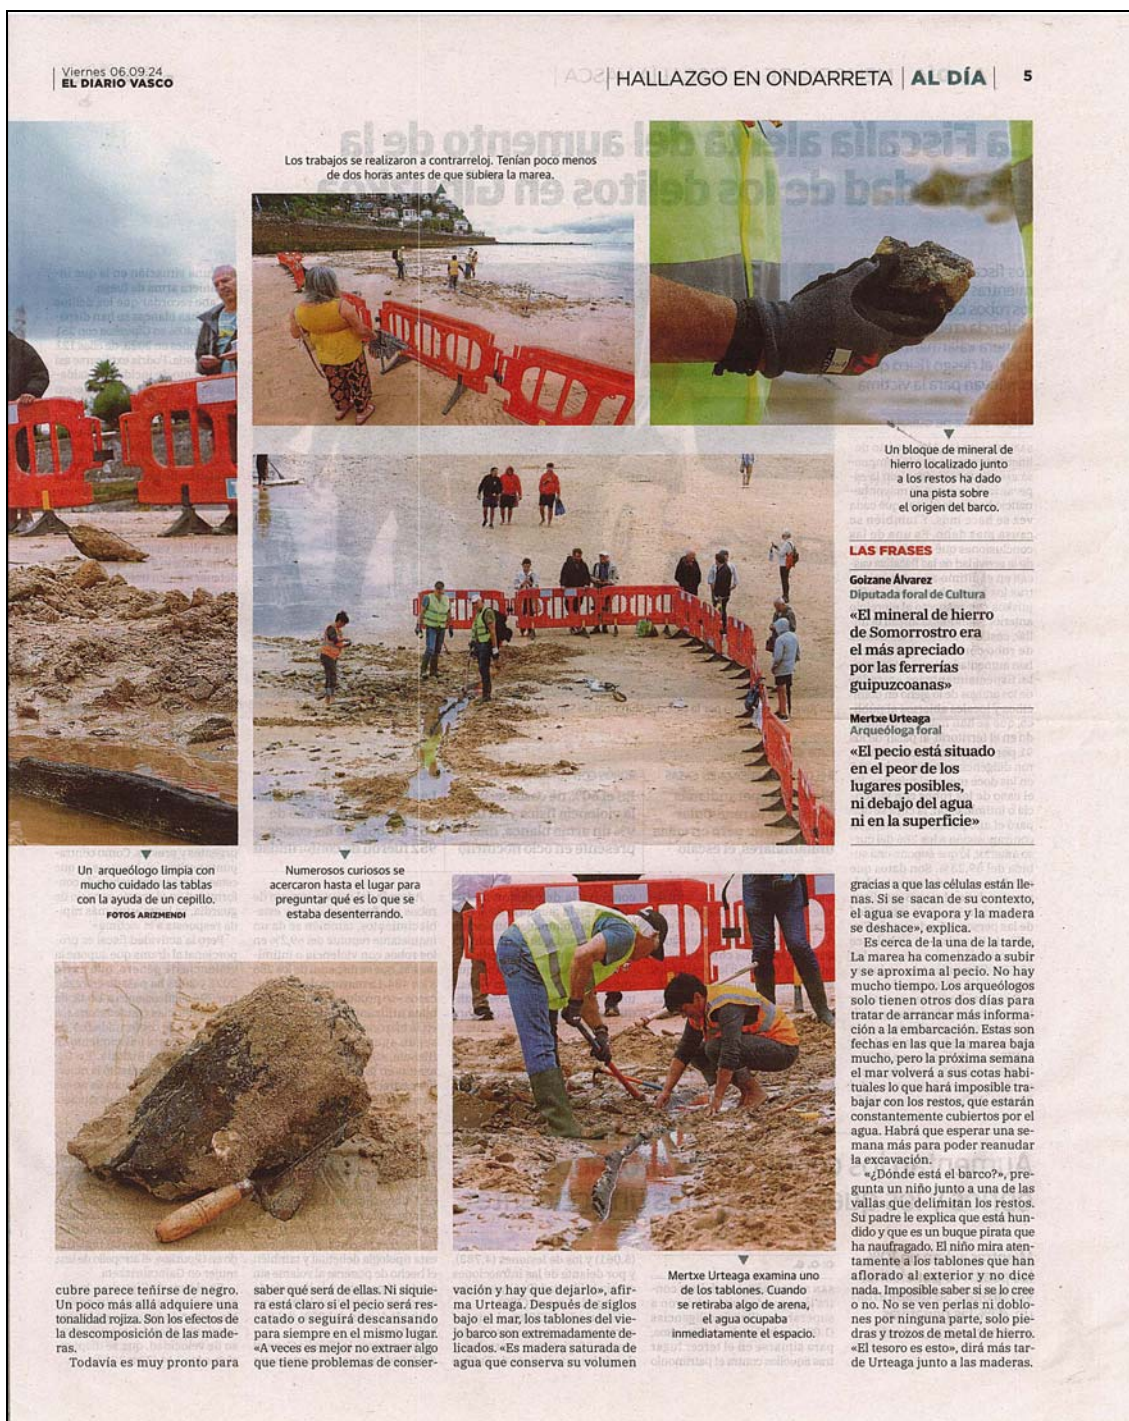 Viernes 06.09.24
EL DIARIO VASCO
HALLAZGO EN ONDARRETA
AL DÍA
5
Los trabajos se realizaron a contrarreloj. Tenían poco menos
de dos horas antes de que subiera la marea.
Un bloque de mineral de
hierro localizado junto
a los restos ha dado
una pista sobre
el origen del barco.
LAS FRASES
Goizane Álvarez
Diputada foral de Cultura
«El mineral de hierro
de Somorrostro era
el más apreciado
por las ferrerías
guipuzcoanas»
Mertxe Urteaga
Arqueóloga foral
«El pecio está situado
en el peor de los
lugares posibles,
ni debajo del agua
ni en la superficie»
Un arqueólogo limpia con
mucho cuidado las tablas
con la ayuda de un cepillo.
FOTOS ARIZMENDI
Numerosos curiosos se
acercaron hasta el lugar para
preguntar qué es lo que se
estaba desenterrando.
Mertxe Urteaga examina uno
de los tablones. Cuando
se retiraba algo de arena,
el agua ocupaba
inmediatamente el espacio.
cubre parece teñirse de negro.
Un poco más allá adquiere una
tonalidad rojiza. Son los efectos de
la descomposición de las made-
ras.
Todavía es muy pronto para
saber qué será de ellas. Ni siquie-
ra está claro si el pecio será res-
catado o seguirá descansando
para siempre en el mismo lugar.
«A veces es mejor no extraer algo
que tiene problemas de conser-
vación y hay que dejarlo», afir-
ma Urteaga. Después de siglos
bajo el mar, los tablones del vie-
jo barco son extremadamente de-
licados. «Es madera saturada de
agua que conserva su volumen
gracias a que las células están lle-
nas. Si se sacan de su contexto,
el agua se evapora y la madera
se deshace», explica.
Es cerca de la una de la tarde,
La marea ha comenzado a subir
y se aproxima al pecio. No hay
mucho tiempo. Los arqueólogos
solo tienen otros dos días para
tratar de arrancar más informa-
ción a la embarcación. Estas son
fechas en las que la marea baja
mucho, pero la próxima semana
el mar volverá a sus cotas habi-
tuales lo que hará imposible tra-
bajar con los restos, que estarán
constantemente cubiertos por el
agua. Habrá que esperar una se-
mana más para poder reanudar
la excavación.
«¿Dónde está el barco?», pre-
gunta un niño junto a una de las
vallas que delimitan los restos.
Su padre le explica que está hun-
dido y que es un buque pirata que
ha naufragado. El niño mira aten-
tamente a los tablones que han
aflorado al exterior y no dice
nada. Imposible saber si se lo cree
o no. No se ven perlas ni doblo-
nes por ninguna parte, solo pie-
dras y trozos de metal de hierro.
«El tesoro es esto», dirá más tar-
de Urteaga junto a las maderas.